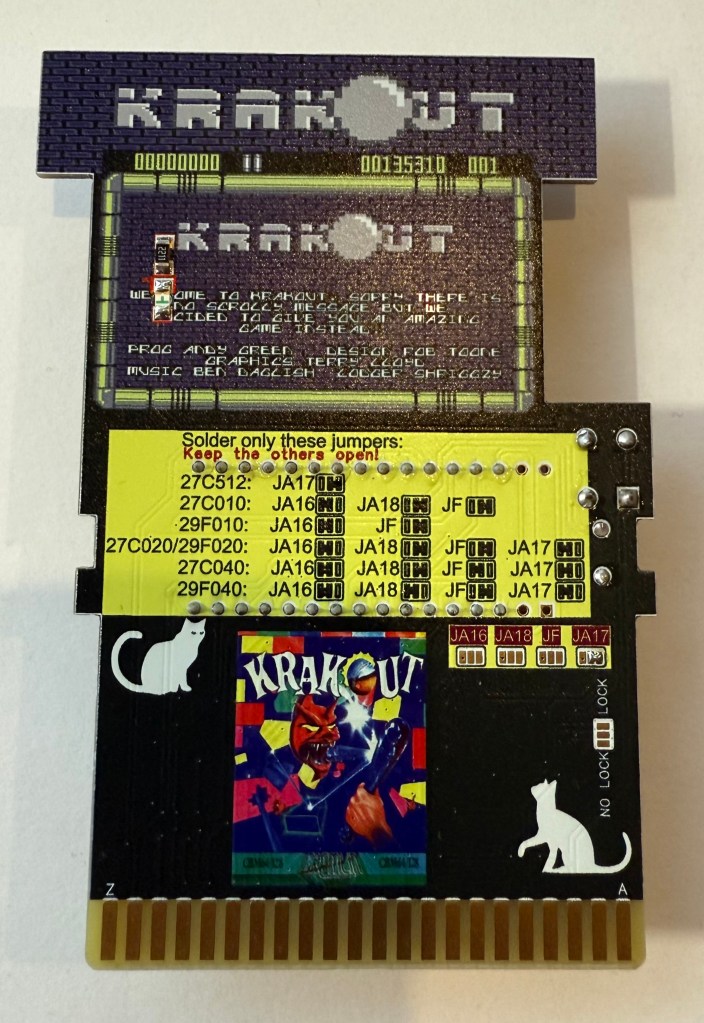 KRAKOUT
00000000 00135310 001
KRAKOUT
WELCOME TO KRAKOUT. SORRY THERE IS
NO SCROLLY MESSAGE BUT WE
CIDED TO GIVE YOU AN AMAZING
GAME INSTEAD.
PROG ANDY GREEN DESIGN ROB TOONE
GRAPHICS TERRY LLOYD
MUSIC BEN DAGLISH LODGER SHRIGGZY
Solder only these jumpers:
Keep the others open!
27C512: JA17
27C010: JA16 JA18 JF
29F010: JA16 JF
27C020/29F020: JA16 JA18 JF JA17
27C040: JA16 JA18 JF JA17
29F040: JA16 JA18 JF JA17
JA16 JA18 JF JA17
KRAKOUT
NO LOCK LOCK
Z A